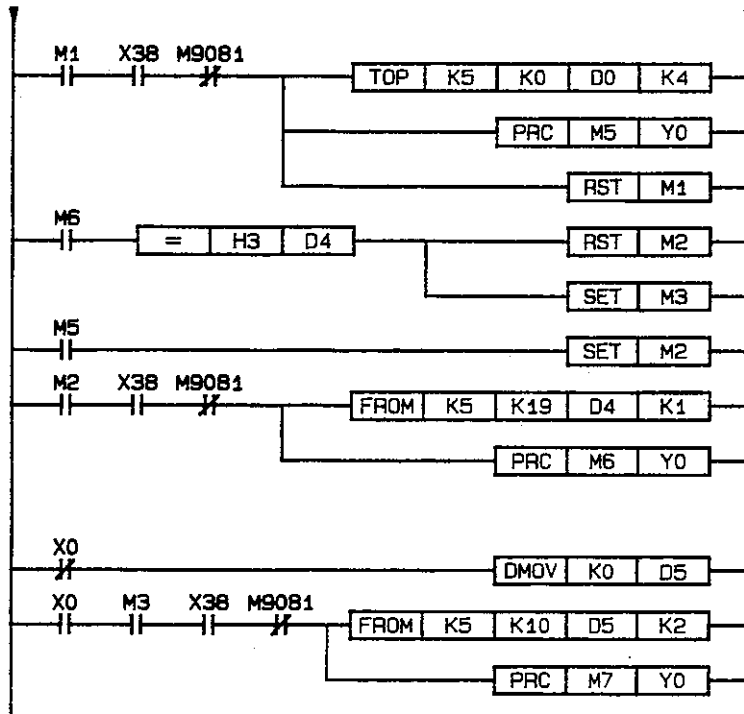 M1 X38 M9081
TOP K5 K0 D0 K4
PRC M5 Y0
RST M1
M6
= H3 D4 RST M2
SET M3
M5
SET M2
M2 X38 M9081
FROM K5 K19 D4 K1
PRC M6 Y0
X0
DMOV K0 D5
X0 M3 X38 M9081
FROM K5 K10 D5 K2
PRC M7 Y0